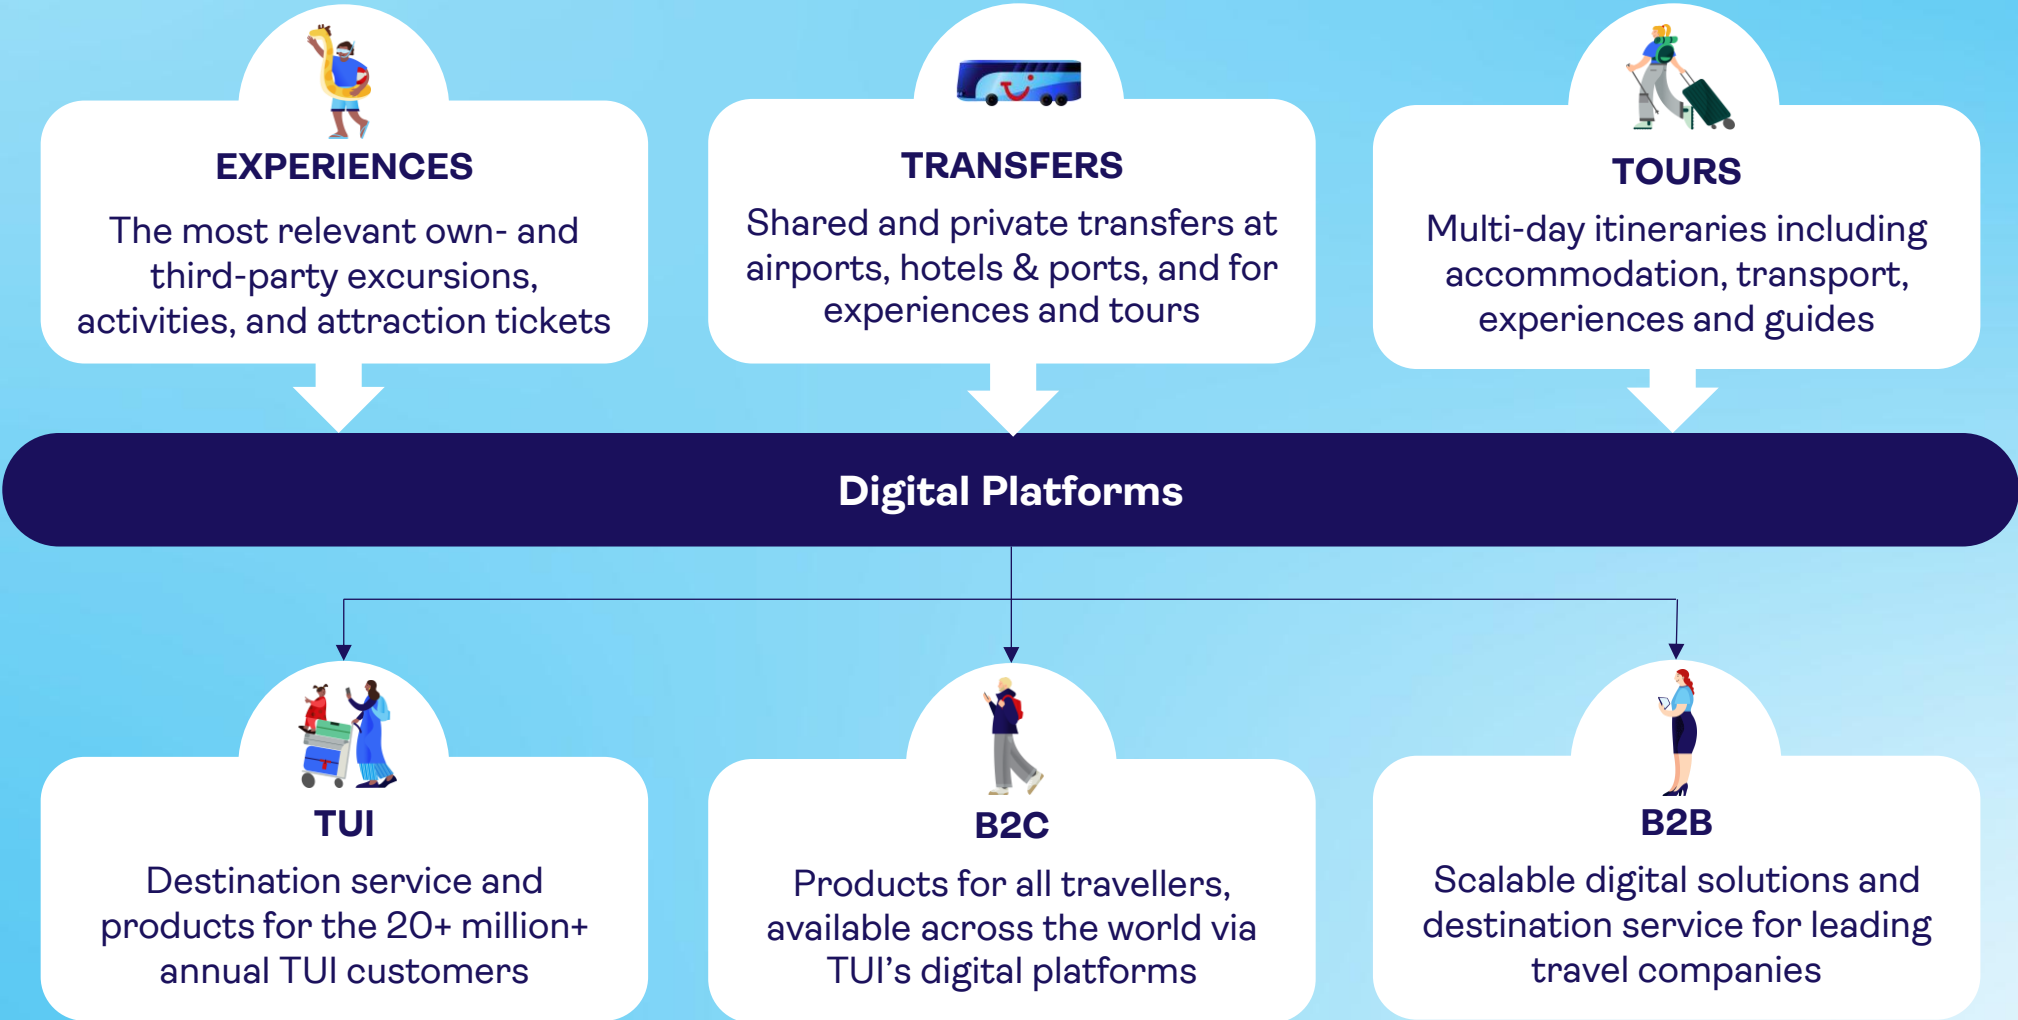 EXPERIENCES
The most relevant own- and
third-party excursions,
activities, and attraction tickets
TRANSFERS
Shared and private transfers at
airports, hotels & ports, and for
experiences and tours
TOURS
Multi-day itineraries including
accommodation, transport,
experiences and guides
Digital Platforms
TUI
Destination service and
products for the 20+ million+
annual TUI customers
B2C
Products for all travellers,
available across the world via
TUI’s digital platforms
B2B
Scalable digital solutions and
destination service for leading
travel companies